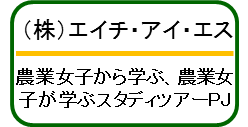 （株）エイチ・アイ・エス
農業女子から学ぶ、農業女
子が学ぶスタディツアーPJ